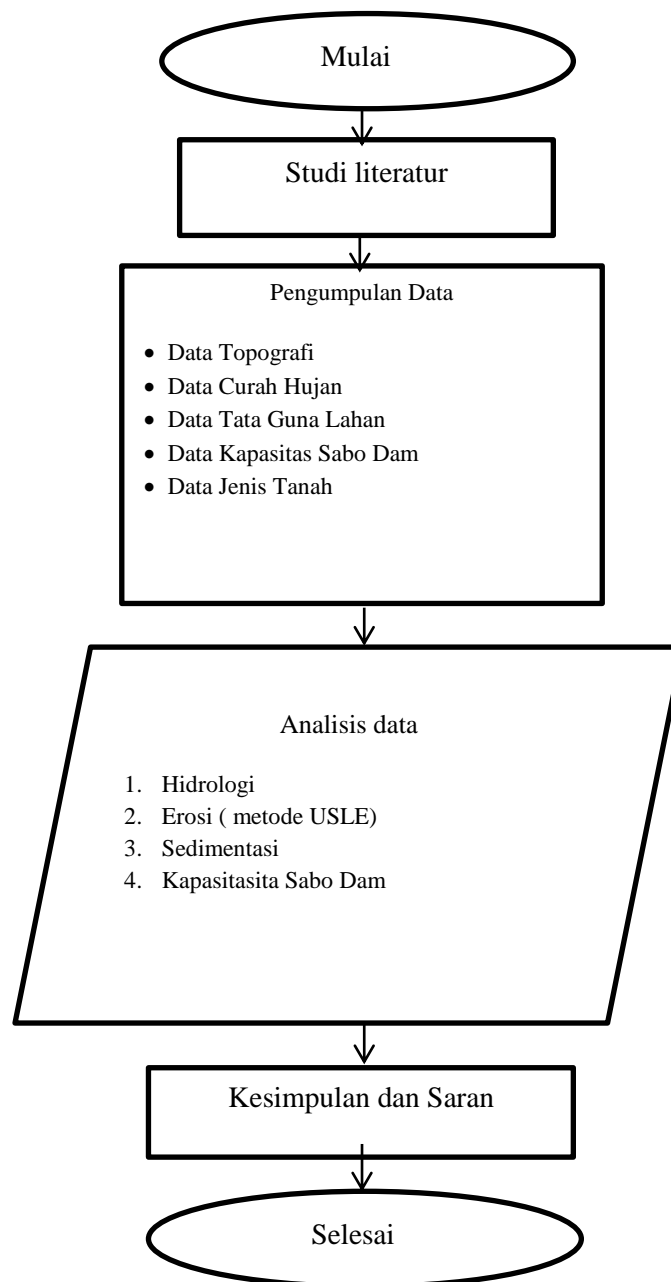 Mulai
Studi literatur
Pengumpulan Data
• Data Topografi
• Data Curah Hujan
• Data Tata Guna Lahan
• Data Kapasitas Sabo Dam
• Data Jenis Tanah
Analisis data
1. Hidrologi
2. Erosi ( metode USLE)
3. Sedimentasi
4. Kapasitasita Sabo Dam
Kesimpulan dan Saran
Selesai